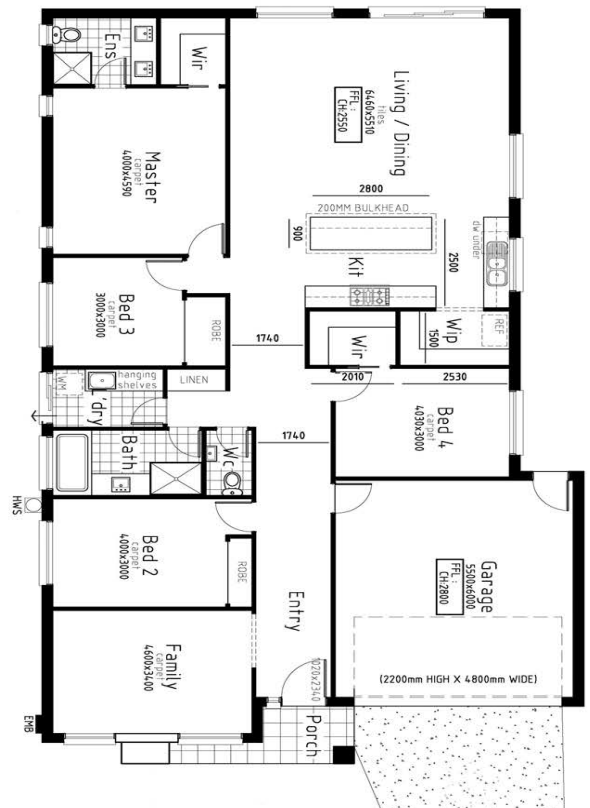 Ens
Wir
Living / Dining
tiles
6460x5510
FFL :
CH:2550
Master
carpet
4000x4590
2800
200MM BULKHEAD
900
2500
dw under
Kit
Bed 3
carpet
3000x3000
ROBE
1740
Wir
Wip
1500
REF
2010
2530
WM
hanging
shelves
LINEN
L'dry
Bed 4
carpet
4030x3000
1740
Bath
Wc
HWS
Bed 2
carpet
4000x3000
ROBE
Garage
5500x6000
FFL :
CH:2800
Entry
Family
carpet
4600x3400
1020x2340
(2200mm HIGH X 4800mm WIDE)
EMB
Porch